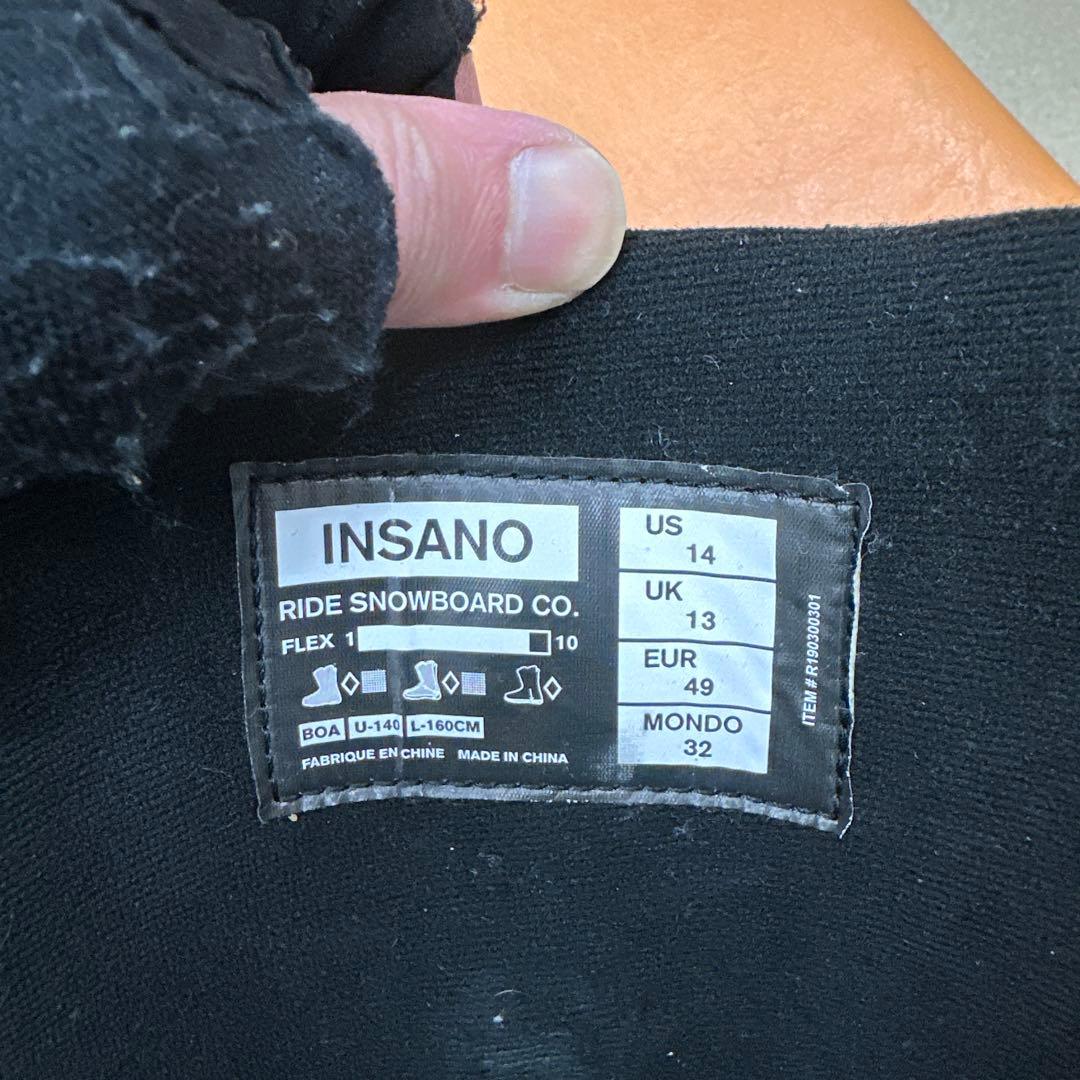 INSANO
RIDE SNOWBOARD CO.
FLEX 1 10
BOA U-140 L-160CM
FABRIQUE EN CHINE MADE IN CHINA
US
14
UK
13
EUR
49
MONDO
32
ITEM # R190300301